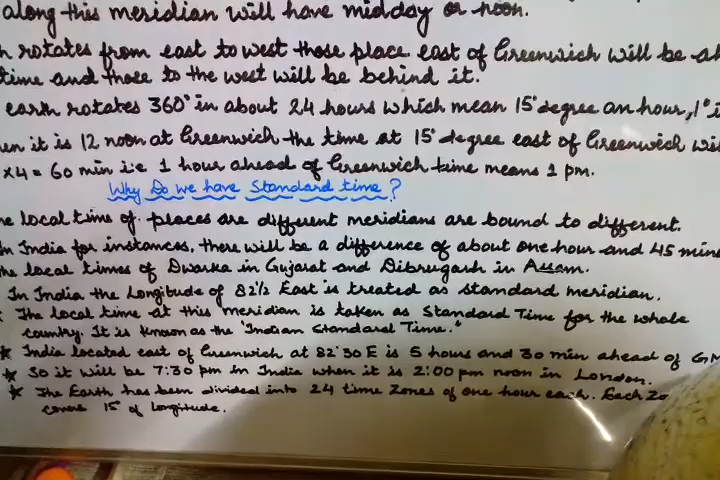 along this meridian will have midday or noon.
rotates from east to west those place east of Greenwich will be
time and those to the west will be behind it.
earth rotates 360° in about 24 hours which mean 15° degree an hour, 1°
it is 12 noon at Greenwich the time at 15° degree east of Greenwich
x4 = 60 min i.e 1 hour ahead of Greenwich time means 1 pm.
Why Do we have Standard time?
local time of places are different meridians are bound to different.
In India for instances, there will be a difference of about one hour and 45
local times of Dwarka in Gujarat and Dibrugarh in Assam.
In India the Longitude of 82 1/2 East is treated as standard meridian.
The local time at this meridian is taken as Standard Time for the whole
country. It is known as the "Indian Standard Time."
* India located east of Greenwich at 82° 30 E is 5 hours and 30 min ahead of
* So it will be 7:30 pm in India when it is 2:00 pm noon in London.
* The Earth has been divided into 24 time zones of one hour each. Each
covers 15° of longitude.